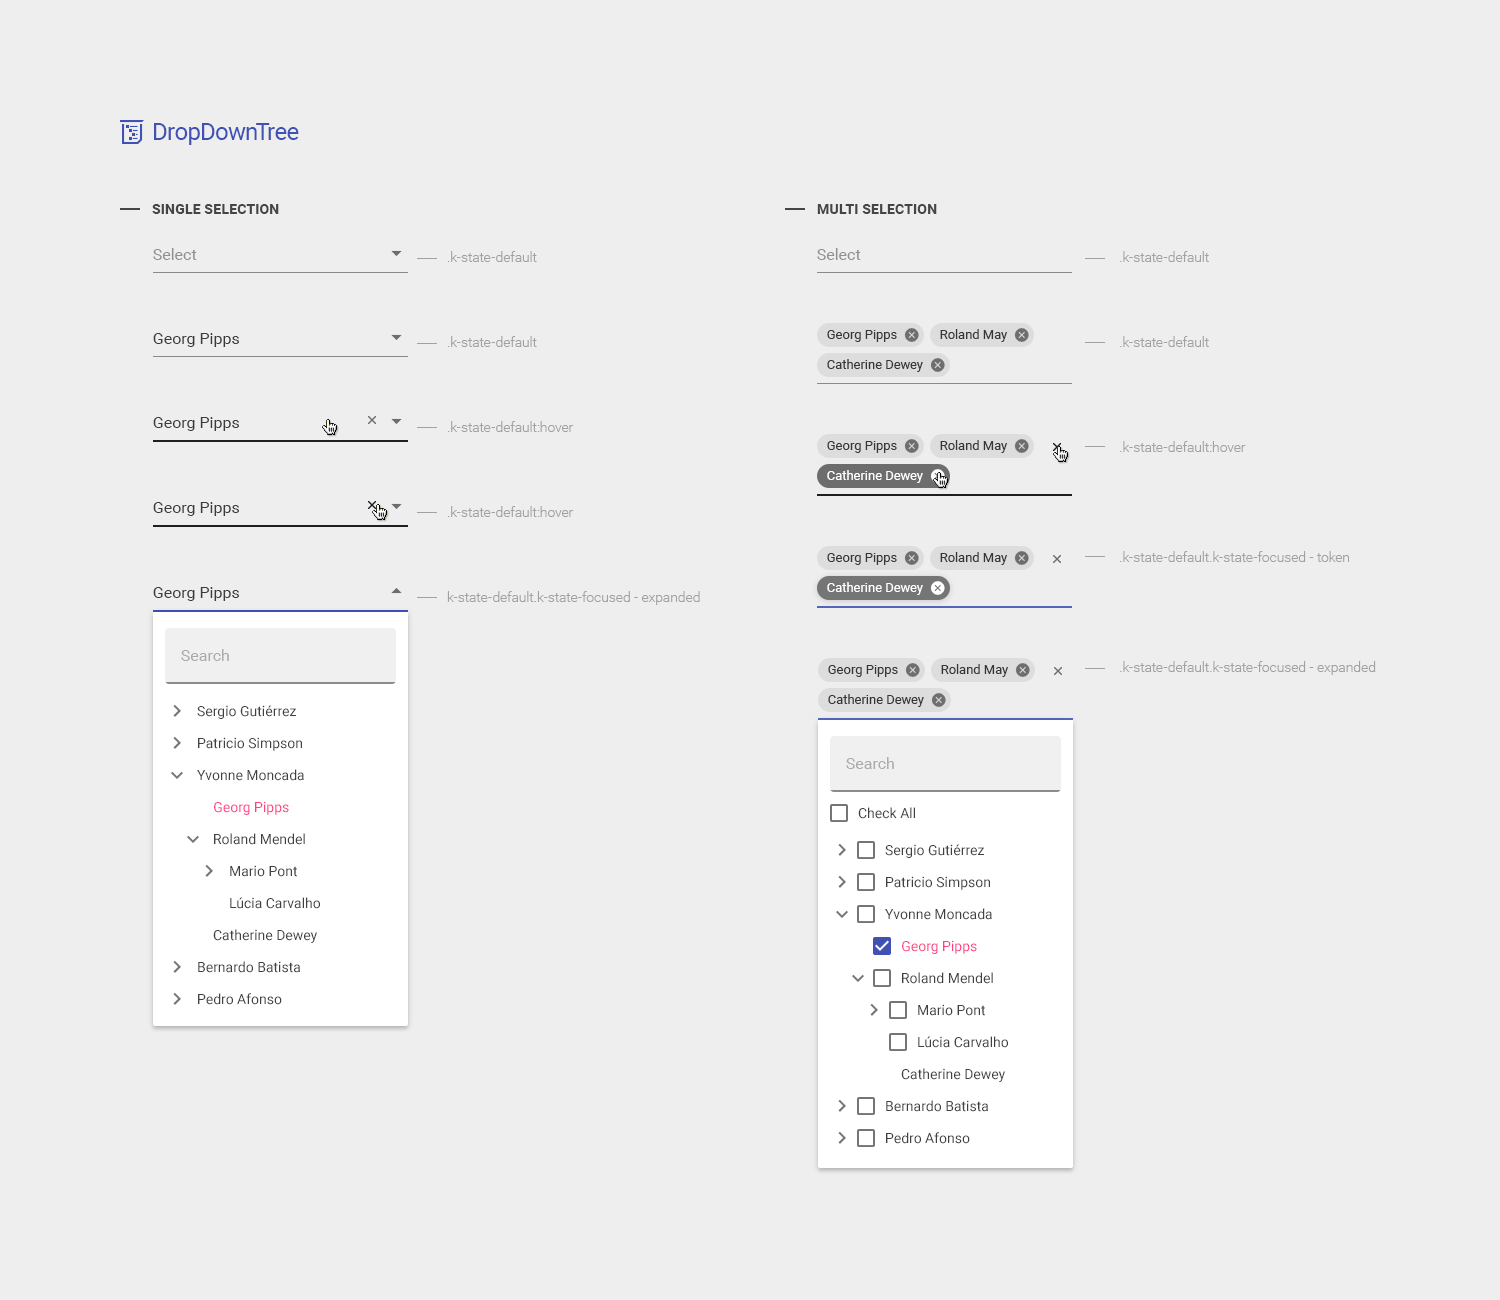 DropDownTree
SINGLE SELECTION
Select
.k-state-default
Georg Pipps
.k-state-default
Georg Pipps
.k-state-default:hover
Georg Pipps
.k-state-default:hover
Georg Pipps
k-state-default.k-state-focused - expanded
Search
Sergio Gutiérrez
Patricio Simpson
Yvonne Moncada
Georg Pipps
Roland Mendel
Mario Pont
Lúcia Carvalho
Catherine Dewey
Bernardo Batista
Pedro Afonso
MULTI SELECTION
Select
.k-state-default
Georg Pipps Roland May
Catherine Dewey
.k-state-default
Georg Pipps Roland May
Catherine Dewey
.k-state-default:hover
Georg Pipps Roland May
Catherine Dewey
.k-state-default.k-state-focused - token
Georg Pipps Roland May
Catherine Dewey
.k-state-default.k-state-focused - expanded
Search
Check All
Sergio Gutiérrez
Patricio Simpson
Yvonne Moncada
Georg Pipps
Roland Mendel
Mario Pont
Lúcia Carvalho
Catherine Dewey
Bernardo Batista
Pedro Afonso